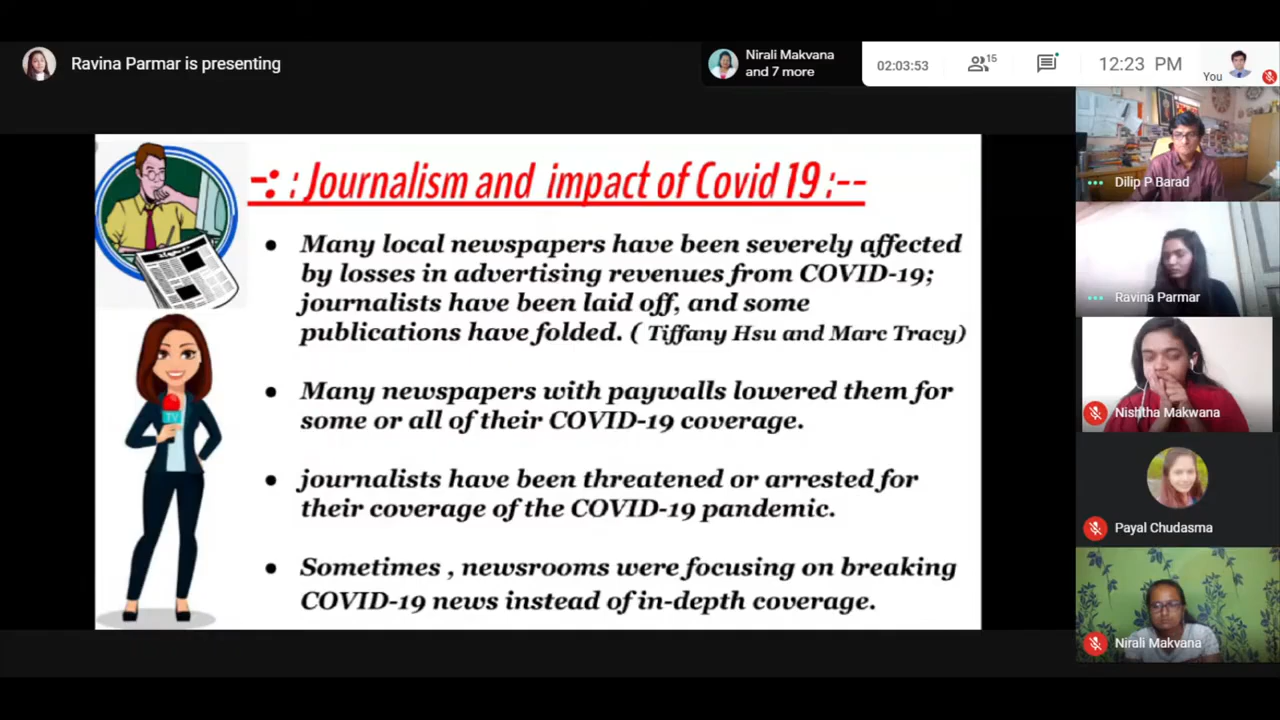 Ravina Parmar is presenting
Nirali Makvana
and 7 more
02:03:53
15
12:23 PM
You
-: : Journalism and impact of Covid 19 :--
• Many local newspapers have been severely affected
by losses in advertising revenues from COVID-19;
journalists have been laid off, and some
publications have folded. ( Tiffany Hsu and Marc Tracy)
• Many newspapers with paywalls lowered them for
some or all of their COVID-19 coverage.
• journalists have been threatened or arrested for
their coverage of the COVID-19 pandemic.
• Sometimes , newsrooms were focusing on breaking
COVID-19 news instead of in-depth coverage.
TV
Dilip P Barad
Ravina Parmar
Nishtha Makwana
Payal Chudasma
Nirali Makvana